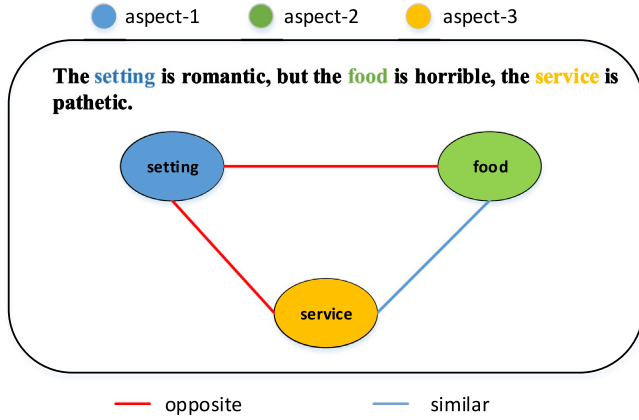 aspect-1 aspect-2 aspect-3
The setting is romantic, but the food is horrible, the service is
pathetic.
setting food
service
opposite similar